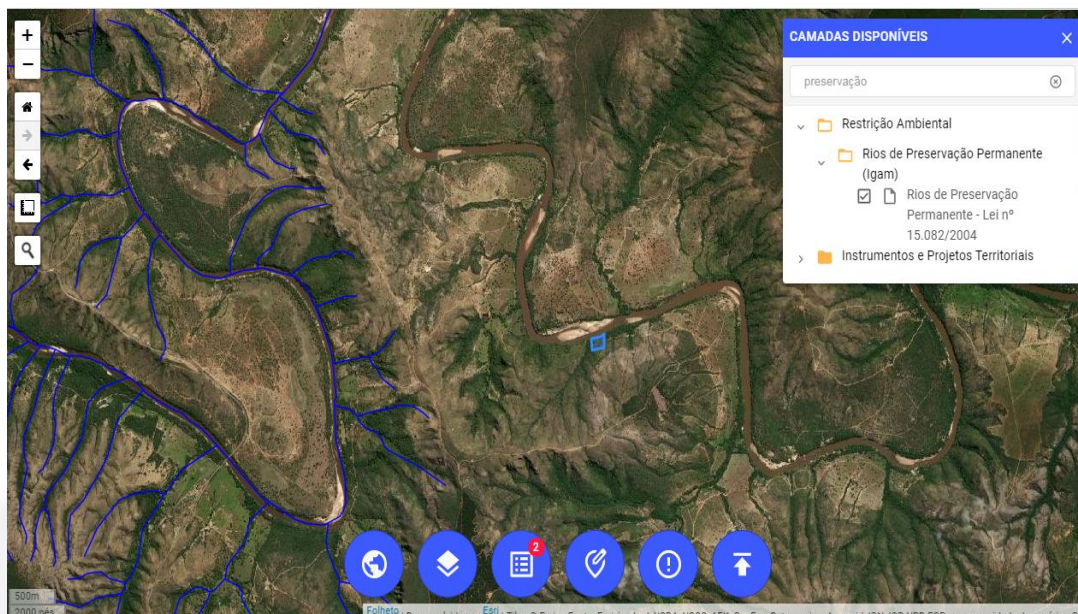 +
−
CAMADAS DISPONÍVEIS
preservação
Restrição Ambiental
Rios de Preservação Permanente
(Igam)
Rios de Preservação
Permanente - Lei nº
15.082/2004
Instrumentos e Projetos Territoriais
2
500m
2000 pés
Folheto
Esri